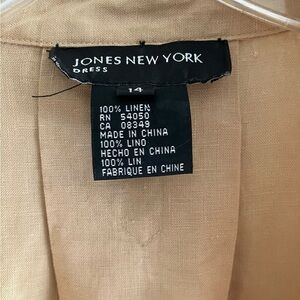 JONES NEW YORK
DRESS
14
100% LINEN
RN 54050
CA 08349
MADE IN CHINA
100% LINO
HECHO EN CHINA
100% LIN
FABRIQUE EN CHINE